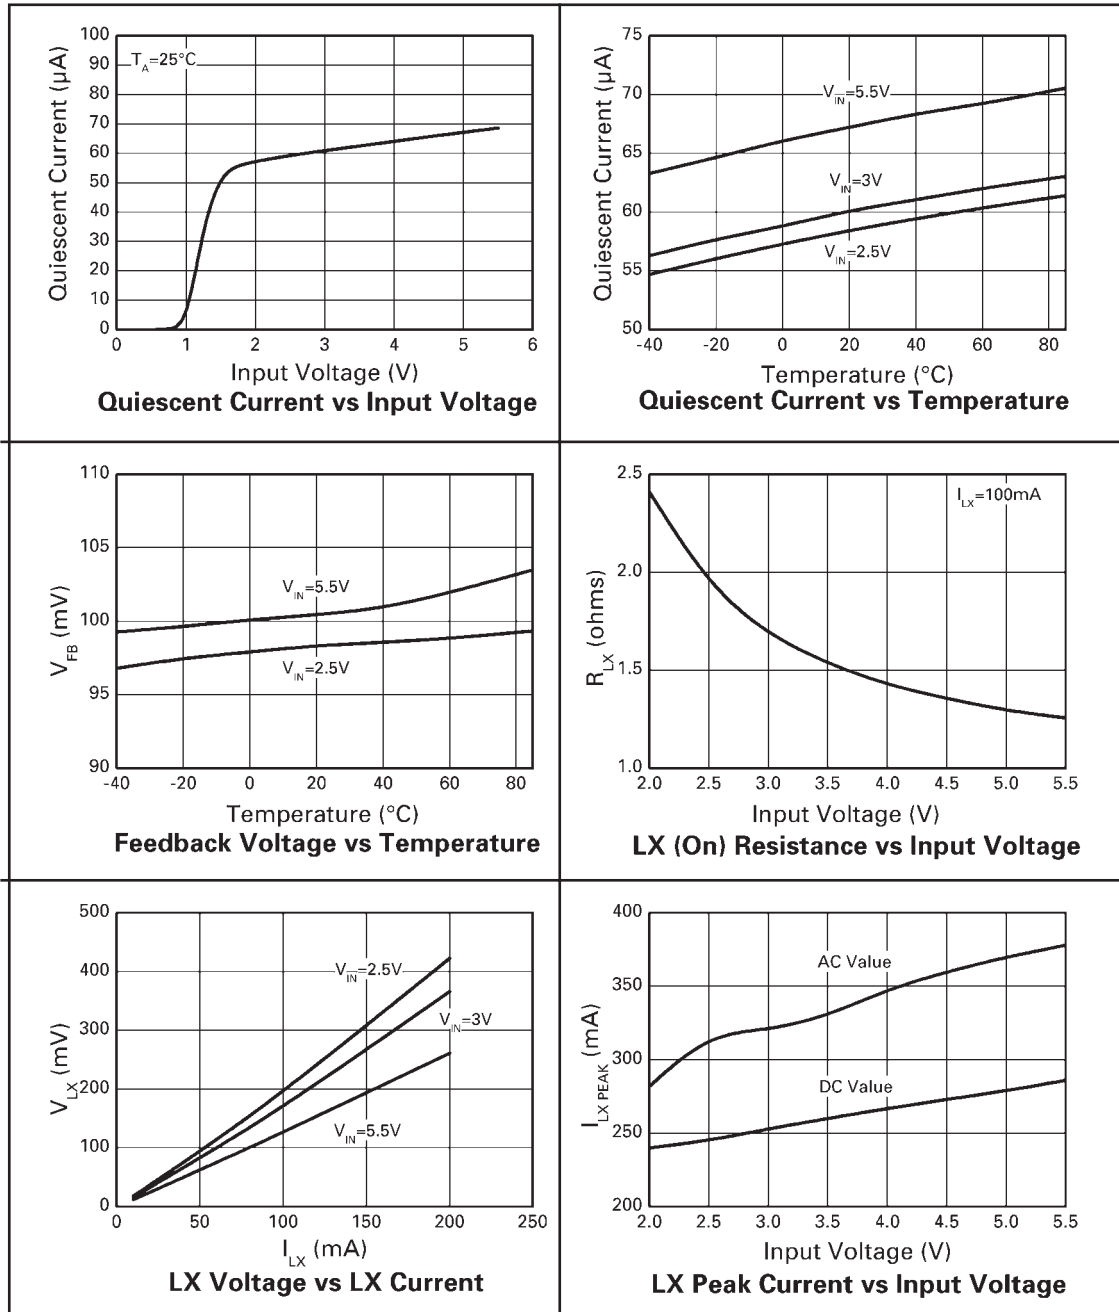 100
90
80
70
60
50
40
30
20
10
0
Quiescent Current (µA)
T_A=25°C
0 1 2 3 4 5 6
Input Voltage (V)
Quiescent Current vs Input Voltage
75
70
65
60
55
50
Quiescent Current (µA)
V_IN=5.5V
V_IN=3V
V_IN=2.5V
-40 -20 0 20 40 60 80
Temperature (°C)
Quiescent Current vs Temperature
110
105
100
95
90
V_FB (mV)
V_IN=5.5V
V_IN=2.5V
-40 -20 0 20 40 60 80
Temperature (°C)
Feedback Voltage vs Temperature
2.5
2.0
1.5
1.0
R_LX (ohms)
I_LX=100mA
2.0 2.5 3.0 3.5 4.0 4.5 5.0 5.5
Input Voltage (V)
LX (On) Resistance vs Input Voltage
500
400
300
200
100
0
V_LX (mV)
V_IN=2.5V
V_IN=3V
V_IN=5.5V
0 50 100 150 200 250
I_LX (mA)
LX Voltage vs LX Current
400
350
300
250
200
I_LX PEAK (mA)
AC Value
DC Value
2.0 2.5 3.0 3.5 4.0 4.5 5.0 5.5
Input Voltage (V)
LX Peak Current vs Input Voltage